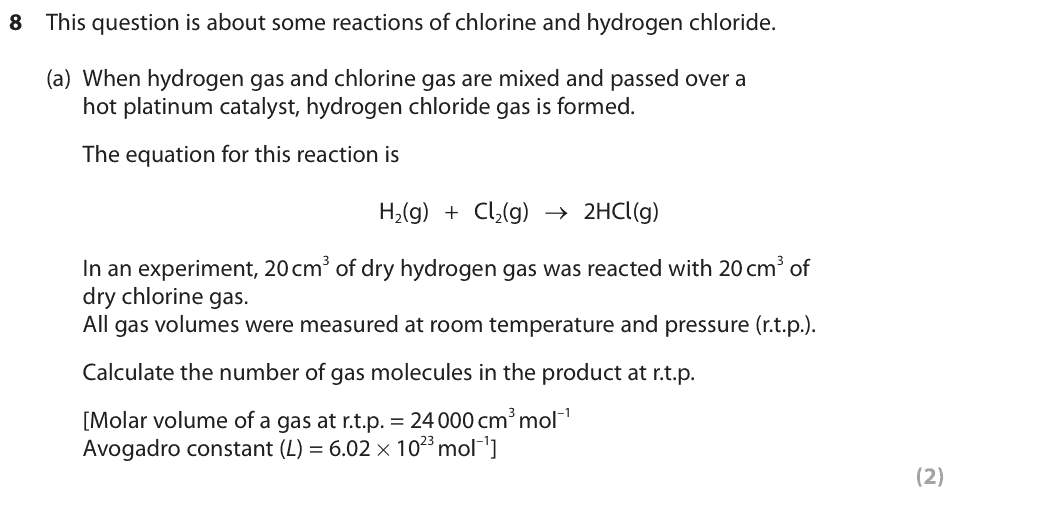 8 This question is about some reactions of chlorine and hydrogen chloride.
(a) When hydrogen gas and chlorine gas are mixed and passed over a
hot platinum catalyst, hydrogen chloride gas is formed.
The equation for this reaction is
H₂(g) + Cl₂(g) → 2HCl(g)
In an experiment, 20 cm³ of dry hydrogen gas was reacted with 20 cm³ of
dry chlorine gas.
All gas volumes were measured at room temperature and pressure (r.t.p.).
Calculate the number of gas molecules in the product at r.t.p.
[Molar volume of a gas at r.t.p. = 24 000 cm³ mol⁻¹
Avogadro constant (L) = 6.02 × 10²³ mol⁻¹]
(2)